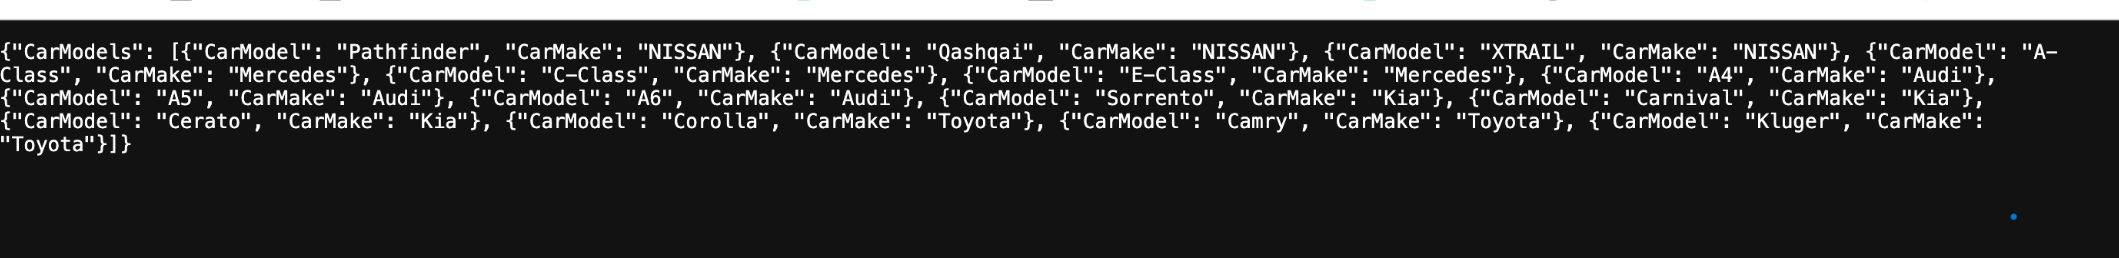 {"CarModels": [{"CarModel": "Pathfinder", "CarMake": "NISSAN"}, {"CarModel": "Qashqai", "CarMake": "NISSAN"}, {"CarModel": "XTRAIL", "CarMake": "NISSAN"}, {"CarModel": "A-
Class", "CarMake": "Mercedes"}, {"CarModel": "C-Class", "CarMake": "Mercedes"}, {"CarModel": "E-Class", "CarMake": "Mercedes"}, {"CarModel": "A4", "CarMake": "Audi"},
{"CarModel": "A5", "CarMake": "Audi"}, {"CarModel": "A6", "CarMake": "Audi"}, {"CarModel": "Sorrento", "CarMake": "Kia"}, {"CarModel": "Carnival", "CarMake": "Kia"},
{"CarModel": "Cerato", "CarMake": "Kia"}, {"CarModel": "Corolla", "CarMake": "Toyota"}, {"CarModel": "Camry", "CarMake": "Toyota"}, {"CarModel": "Kluger", "CarMake":
"Toyota"}]}